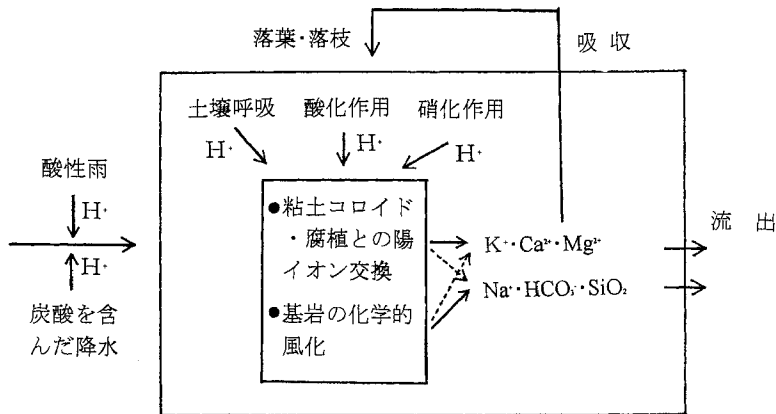 落葉・落枝
吸収
土壌呼吸 酸化作用 硝化作用
H⁺ H⁺ H⁺
酸性雨
H⁺
H⁺
炭酸を含
んだ降水
●粘土コロイド
・腐植との陽
イオン交換
●基岩の化学的
風化
K⁺・Ca²⁺・Mg²⁺
Na⁺・HCO₃⁻・SiO₂
流出